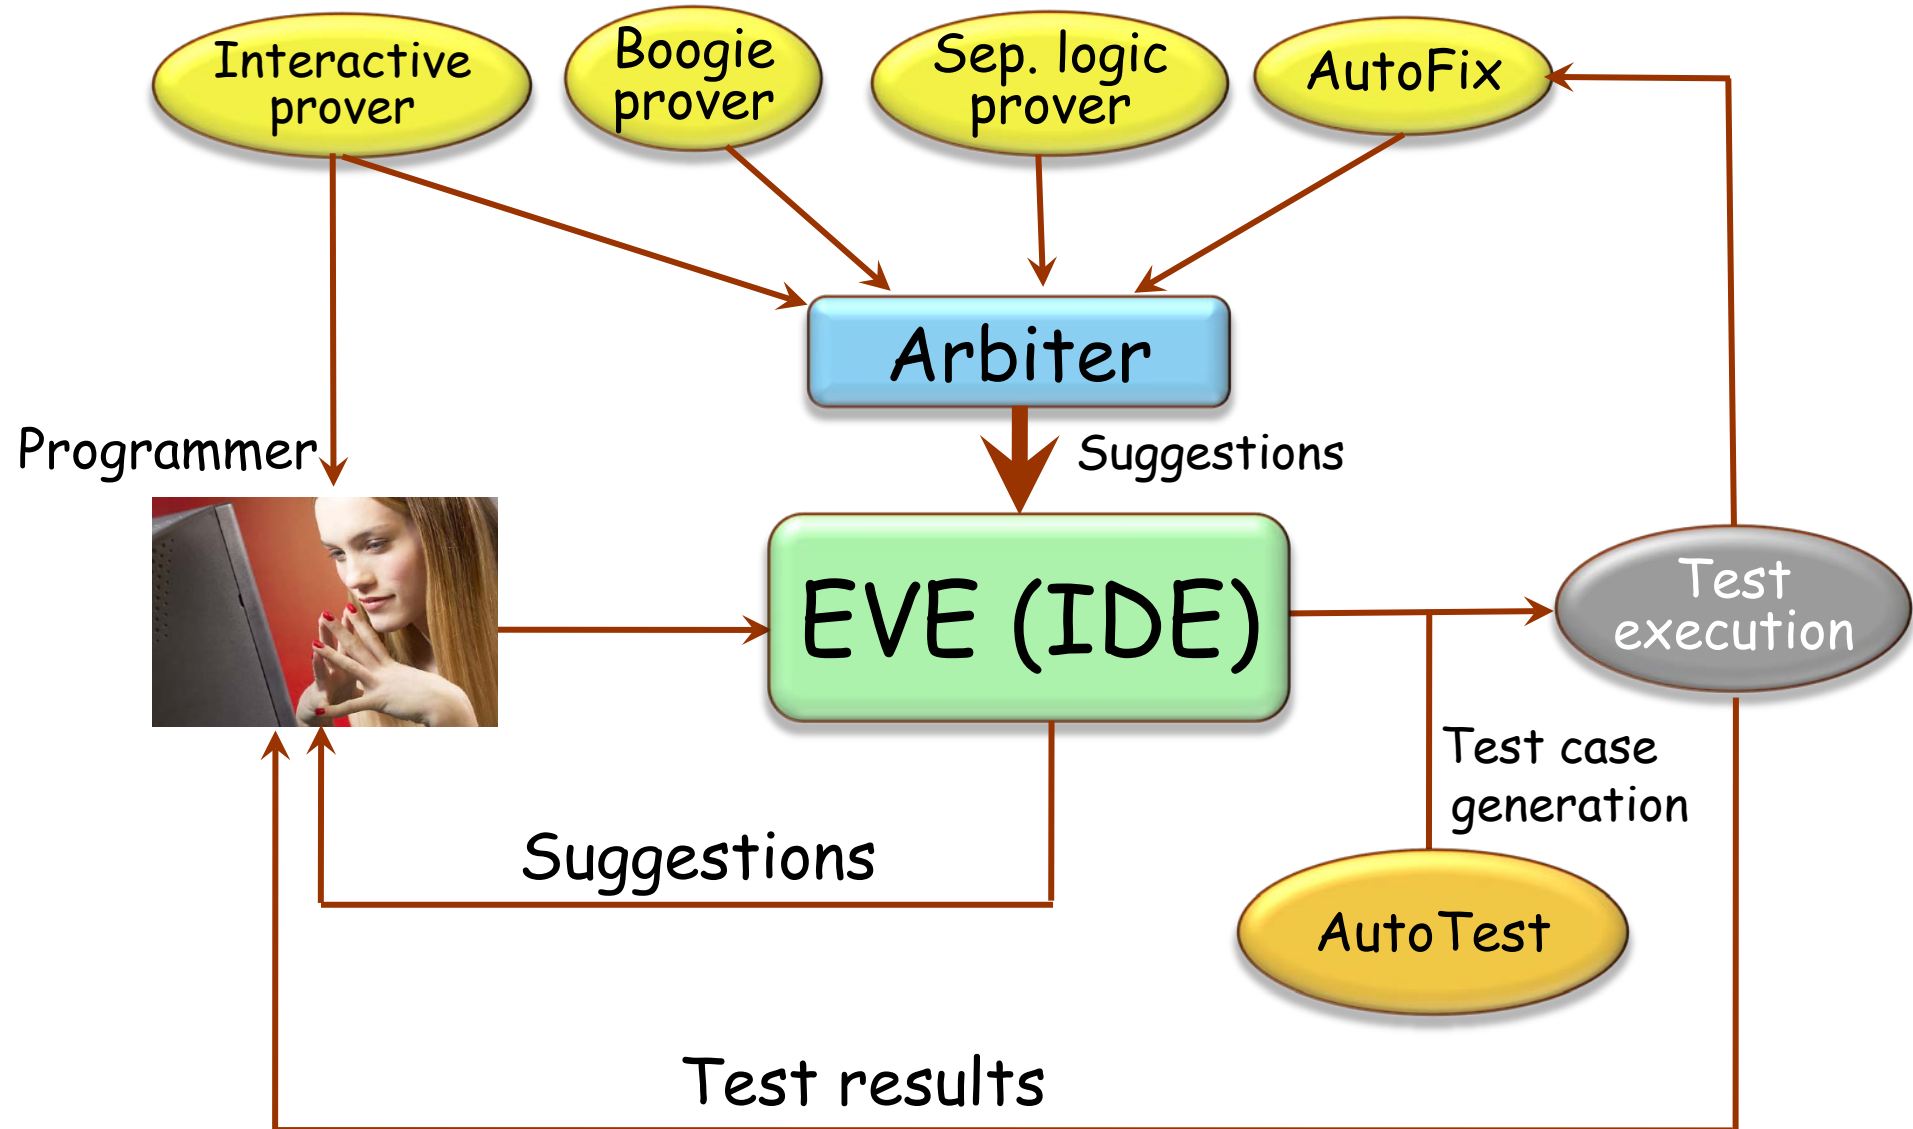 Interactive
prover
Boogie
prover
Sep. logic
prover
AutoFix
Arbiter
Programmer
Suggestions
EVE (IDE)
Test
execution
Test case
generation
Suggestions
AutoTest
Test results